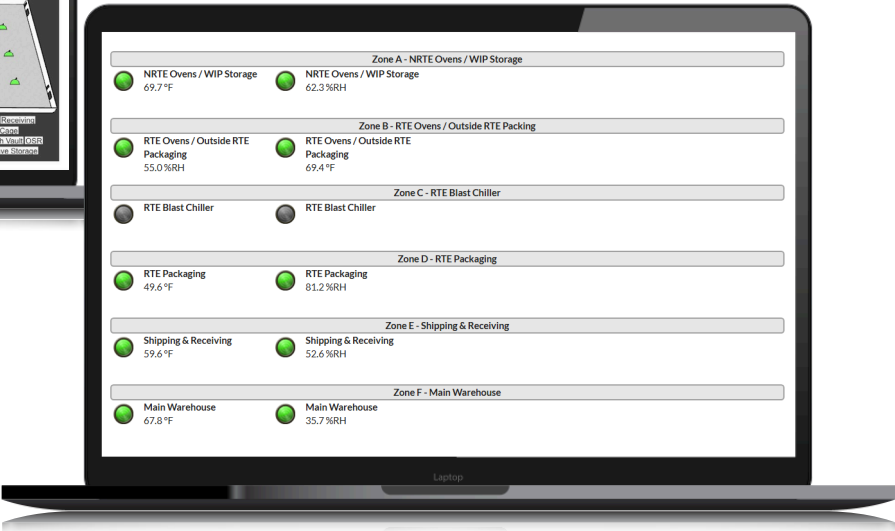 Receiving
Cage
h Vault OSR
ve Storage
Zone A - NRTE Ovens / WIP Storage
NRTE Ovens / WIP Storage
69.7 °F
NRTE Ovens / WIP Storage
62.3 %RH
Zone B - RTE Ovens / Outside RTE Packing
RTE Ovens / Outside RTE
Packaging
55.0 %RH
RTE Ovens / Outside RTE
Packaging
69.4 °F
Zone C - RTE Blast Chiller
RTE Blast Chiller
RTE Blast Chiller
Zone D - RTE Packaging
RTE Packaging
49.6 °F
RTE Packaging
81.2 %RH
Zone E - Shipping & Receiving
Shipping & Receiving
59.6 °F
Shipping & Receiving
52.6 %RH
Zone F - Main Warehouse
Main Warehouse
67.8 °F
Main Warehouse
35.7 %RH
Laptop